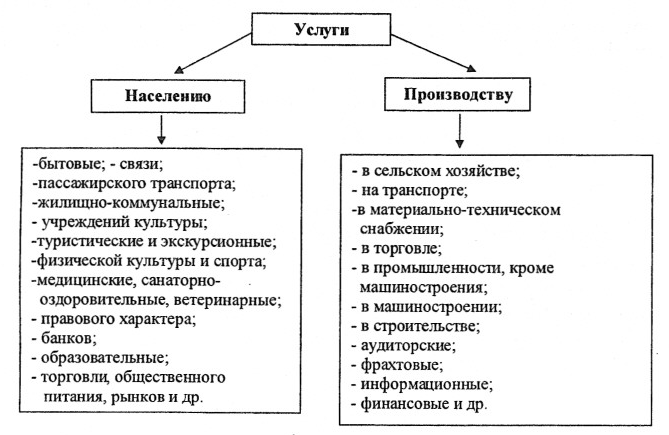 Услуги
Населению
Производству
-бытовые; - связи;
-пассажирского транспорта;
-жилищно-коммунальные;
- учреждений культуры;
-туристические и экскурсионные;
-физической культуры и спорта;
-медицинские, санаторно-
оздоровительные, ветеринарные;
- правового характера;
- банков;
- образовательные;
- торговли, общественного
питания, рынков и др.
- в сельском хозяйстве;
- на транспорте;
-в материально-техническом
снабжении;
- в торговле;
- в промышленности, кроме
машиностроения;
- в машиностроении;
- в строительстве;
- аудиторские;
- фрахтовые;
- информационные;
- финансовые и др.